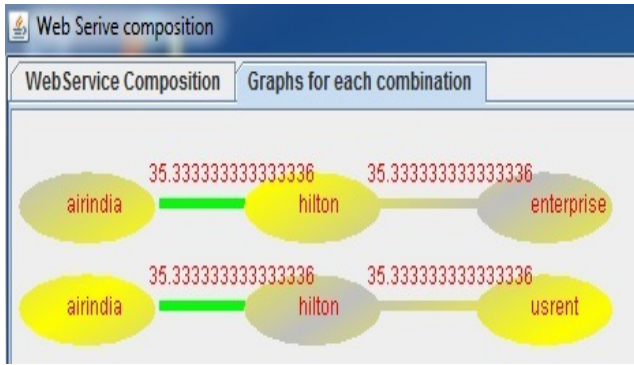 Web Serive composition
WebService Composition Graphs for each combination
35.333333333333336 35.333333333333336
airindia hilton enterprise
35.333333333333336 35.333333333333336
airindia hilton usrent